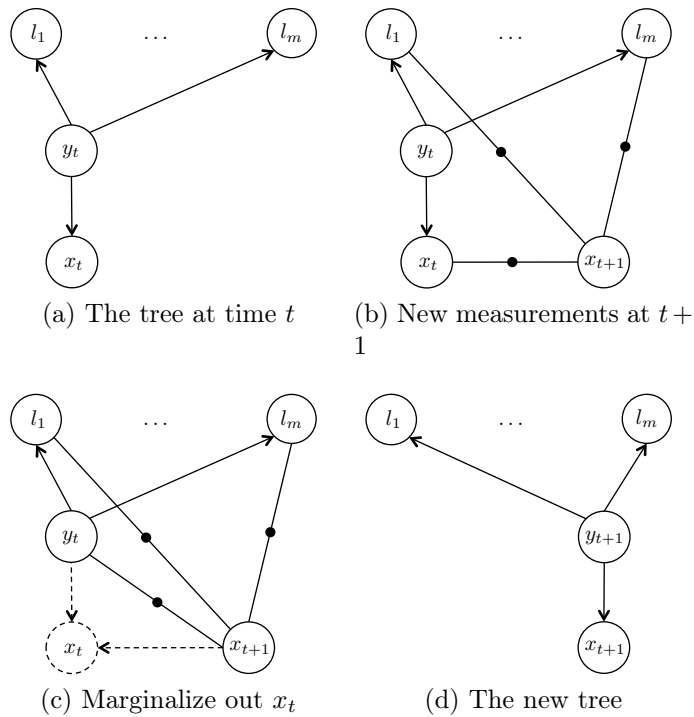 l₁ … lₘ
yₜ
xₜ
(a) The tree at time t
l₁ … lₘ
yₜ
xₜ xₜ₊₁
(b) New measurements at t +
1
l₁ … lₘ
yₜ
xₜ xₜ₊₁
(c) Marginalize out xₜ
l₁ … lₘ
yₜ₊₁
xₜ₊₁
(d) The new tree